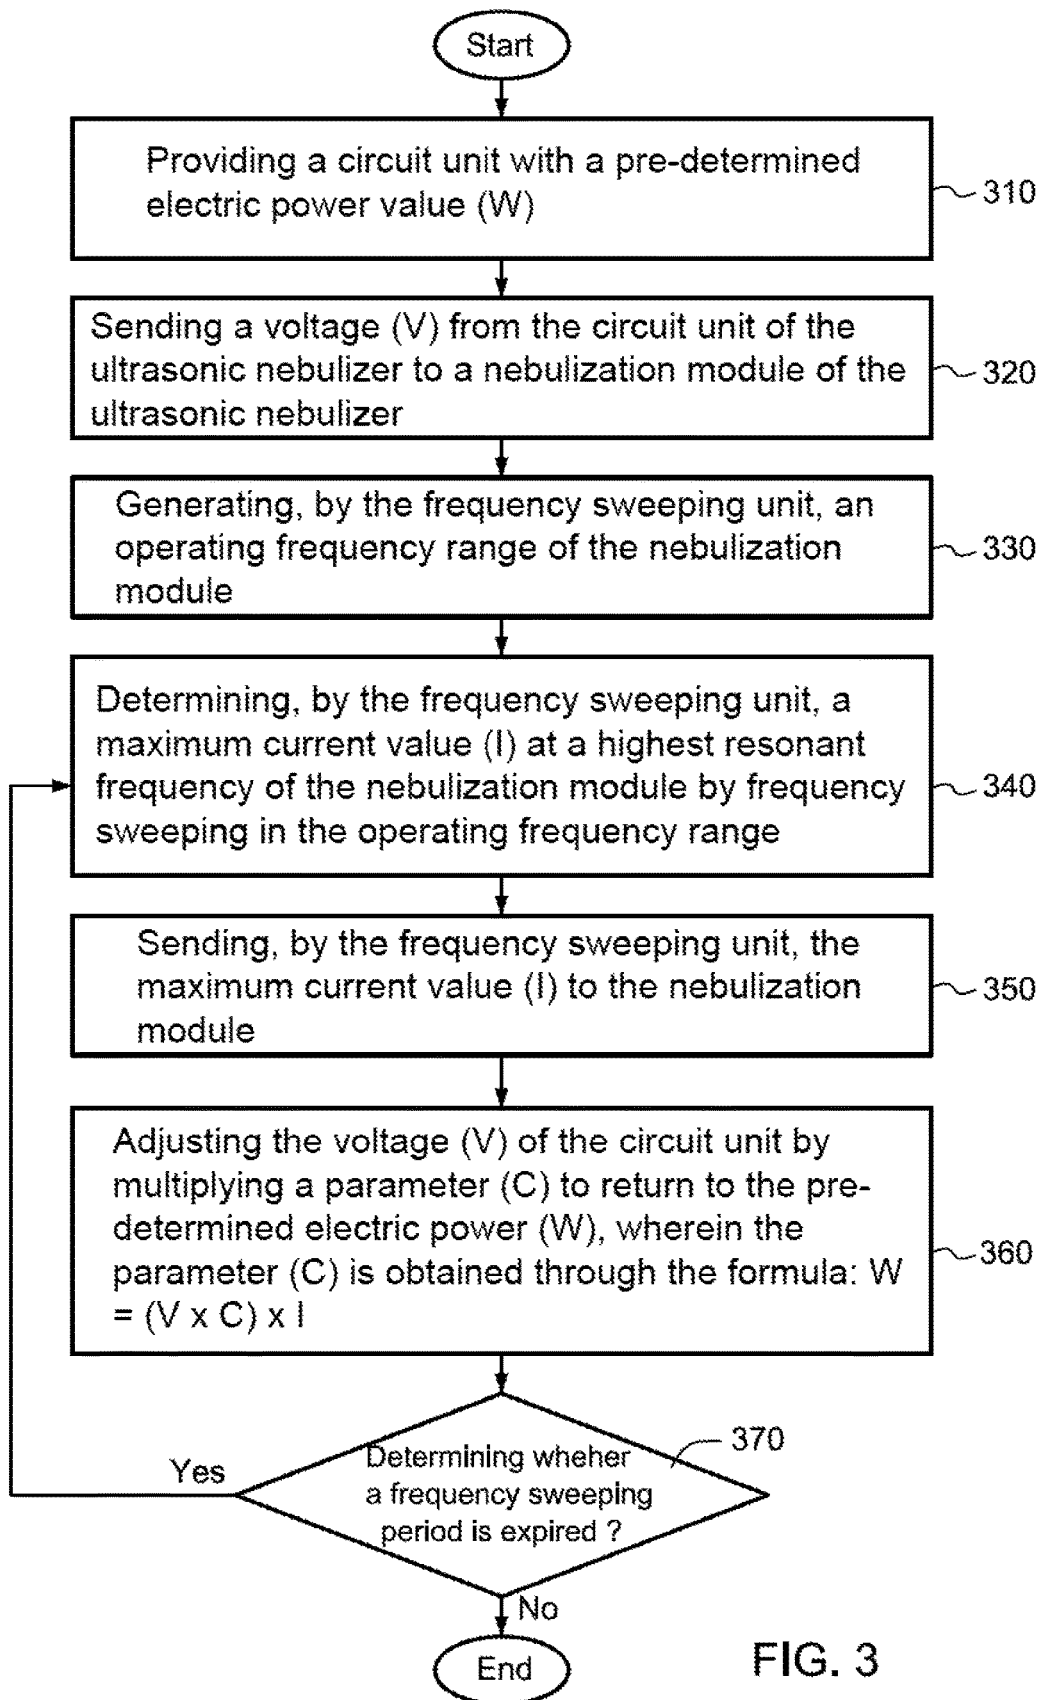 Start
Providing a circuit unit with a pre-determined
electric power value (W)
310
Sending a voltage (V) from the circuit unit of the
ultrasonic nebulizer to a nebulization module of the
ultrasonic nebulizer
320
Generating, by the frequency sweeping unit, an
operating frequency range of the nebulization
module
330
Determining, by the frequency sweeping unit, a
maximum current value (I) at a highest resonant
frequency of the nebulization module by frequency
sweeping in the operating frequency range
340
Sending, by the frequency sweeping unit, the
maximum current value (I) to the nebulization
module
350
Adjusting the voltage (V) of the circuit unit by
multiplying a parameter (C) to return to the pre-
determined electric power (W), wherein the
parameter (C) is obtained through the formula: W
= (V x C) x I
360
370
Yes
Determining wheher
a frequency sweeping
period is expired ?
No
End
FIG. 3